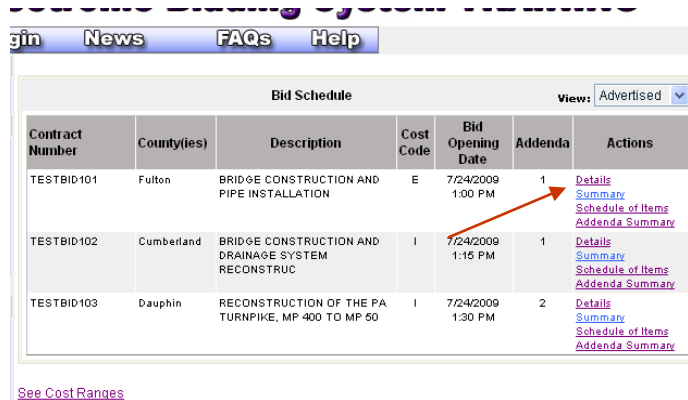 gin News FAQs Help
Bid Schedule View: Advertised
Contract Number County(ies) Description Cost Code Bid Opening Date Addenda Actions
TESTBID101 Fulton BRIDGE CONSTRUCTION AND E 7/24/2009 1 Details
PIPE INSTALLATION 1:00 PM Summary
Schedule of Items
Addenda Summary
TESTBID102 Cumberland BRIDGE CONSTRUCTION AND I 7/24/2009 1 Details
DRAINAGE SYSTEM 1:15 PM Summary
RECONSTRUC Schedule of Items
Addenda Summary
TESTBID103 Dauphin RECONSTRUCTION OF THE PA I 7/24/2009 2 Details
TURNPIKE, MP 400 TO MP 50 1:30 PM Summary
Schedule of Items
Addenda Summary
See Cost Ranges